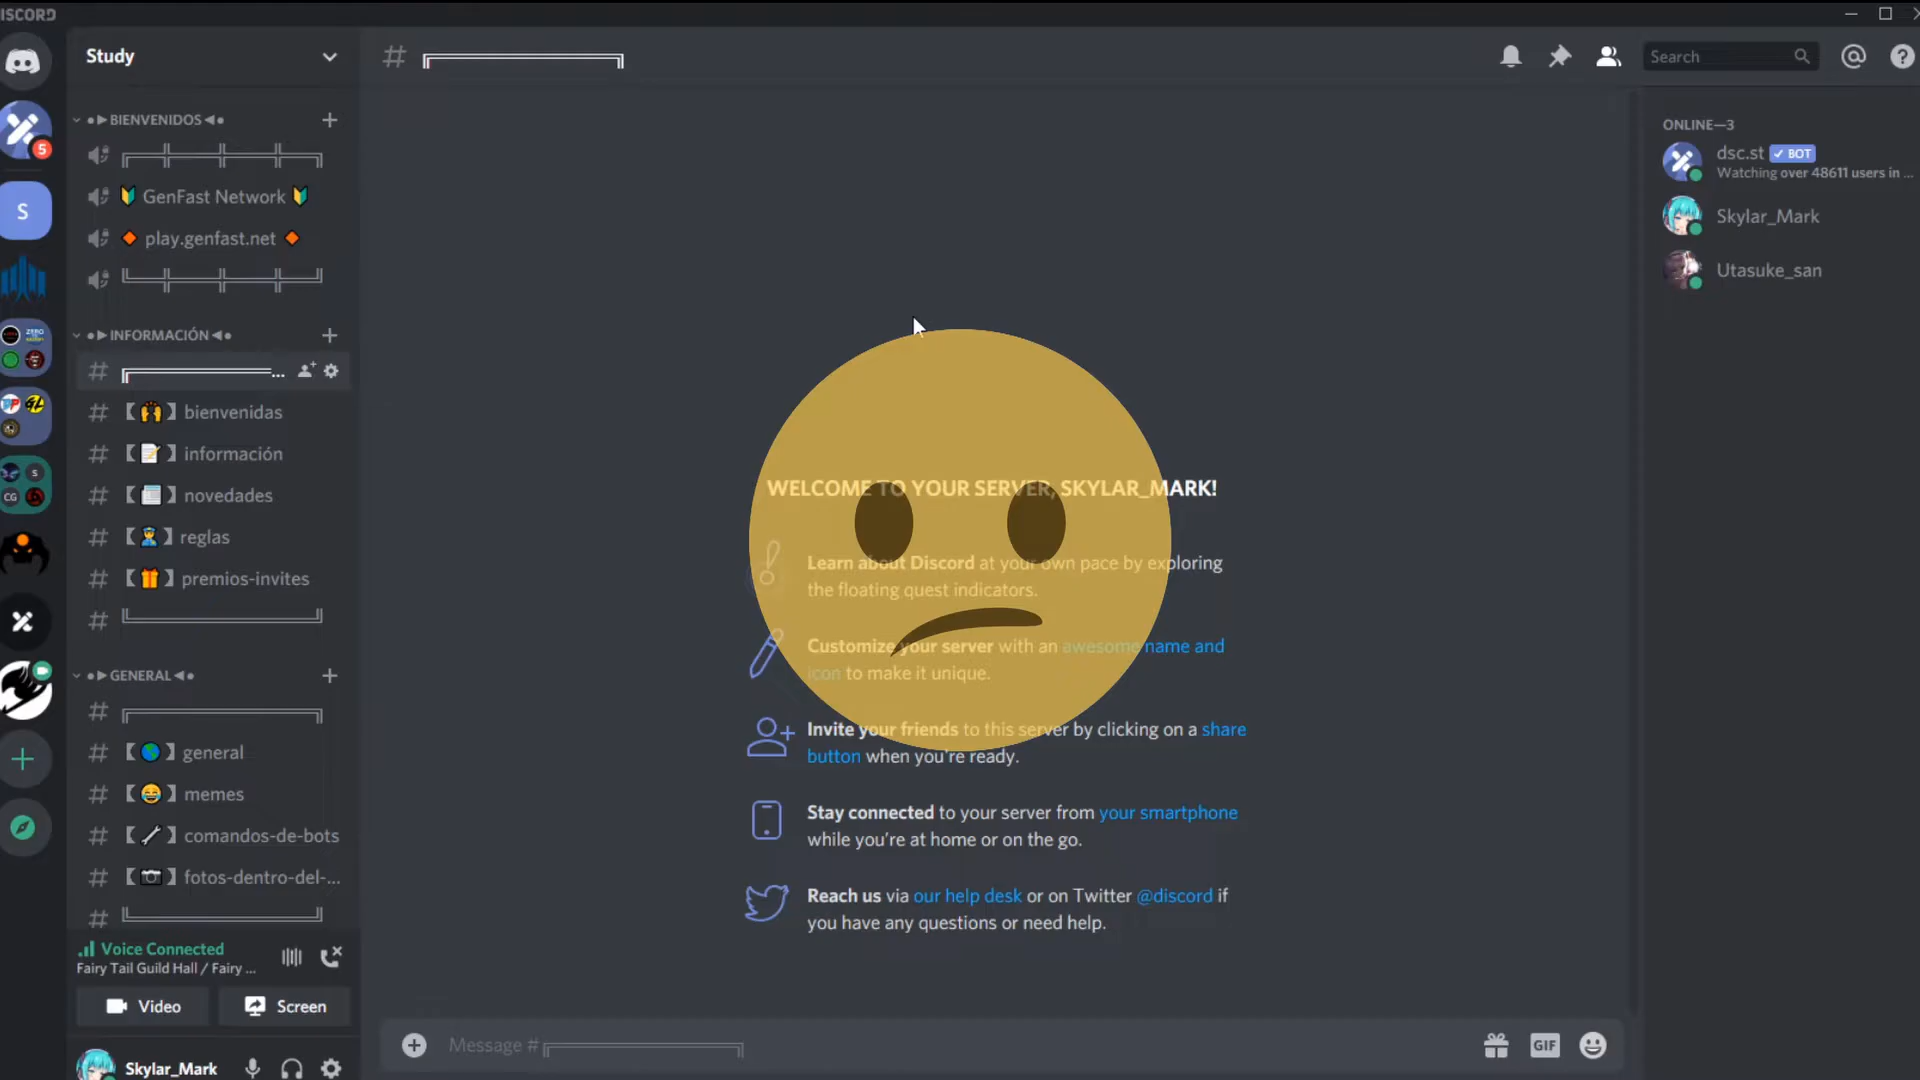 ISCORD
Study
Search
●►BIENVENIDOS◄●
╔══╬══╬══╬══╗
GenFast Network
play.genfast.net
╚══╬══╬══╬══╝
●►INFORMACIÓN◄●
╔═════════...
【🙌】bienvenidas
【📝】información
【🗒️】novedades
【👮】reglas
【🎁】premios-invites
╚════════════╝
●►GENERAL◄●
╔════════════╗
【🌎】general
【😂】memes
【🔧】comandos-de-bots
【📷】fotos-dentro-del-...
╚════════════╝
Voice Connected
Fairy Tail Guild Hall / Fairy ...
Video
Screen
Skylar_Mark
5
S
ZERO
S
CG
WELCOME TO YOUR SERVER, SKYLAR_MARK!
Learn about Discord at your own pace by exploring
the floating quest indicators.
Customize your server with an awesome name and
icon to make it unique.
Invite your friends to this server by clicking on a share
button when you're ready.
Stay connected to your server from your smartphone
while you're at home or on the go.
Reach us via our help desk or on Twitter @discord if
you have any questions or need help.
Message #╔════════════╗
GIF
ONLINE—3
dsc.st ✓ BOT
Watching over 48611 users in ...
Skylar_Mark
Utasuke_san